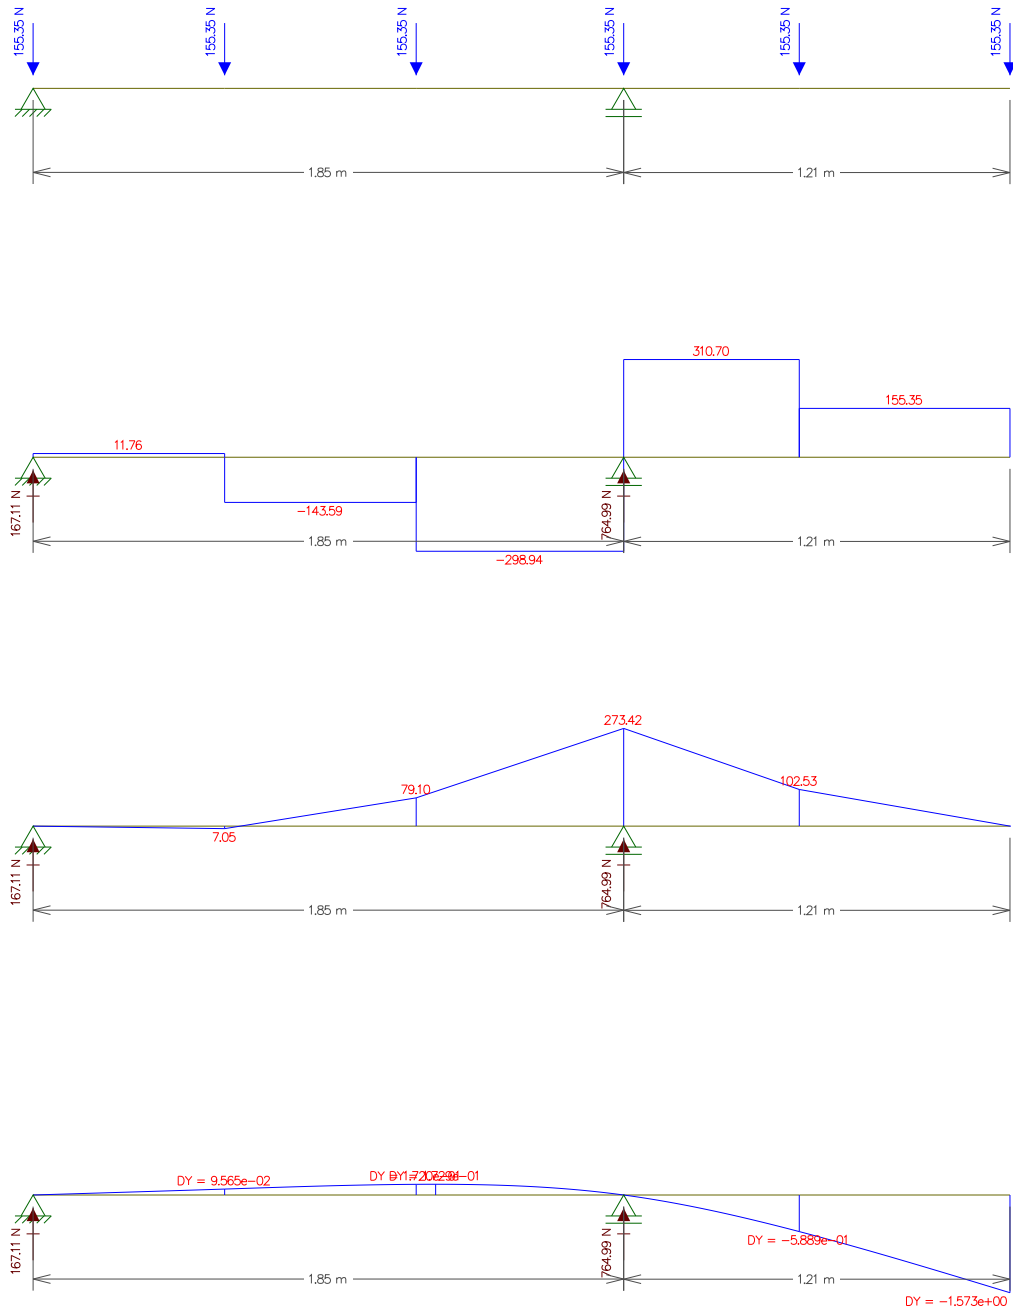 155.35 N
155.35 N
155.35 N
155.35 N
155.35 N
155.35 N
1.85 m
1.21 m
310.70
155.35
11.76
-143.59
-298.94
167.11 N
764.99 N
1.85 m
1.21 m
273.42
102.53
79.10
7.05
167.11 N
764.99 N
1.85 m
1.21 m
DY = 9.565e-02
DY
e-01
DY = -5.889e-01
167.11 N
764.99 N
1.85 m
1.21 m
DY = -1.573e+00